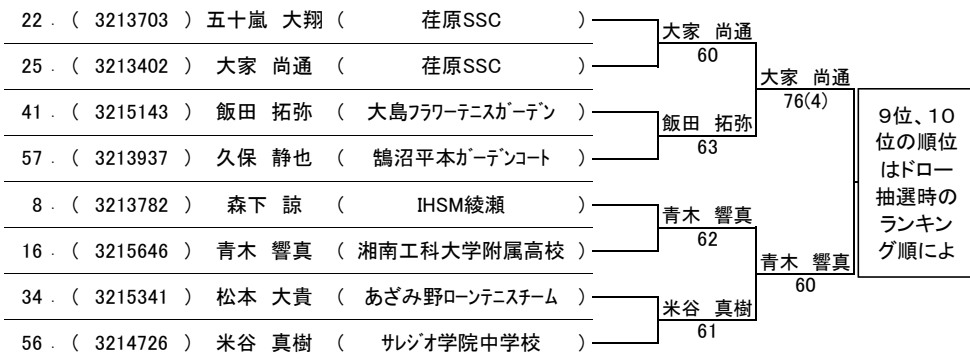 22 . ( 3213703 ) 五十嵐 大翔 ( 荏原SSC )
25 . ( 3213402 ) 大家 尚通 ( 荏原SSC )
41 . ( 3215143 ) 飯田 拓弥 ( 大島ﾌﾗﾜｰﾃﾆｽｶﾞｰﾃﾞﾝ )
57 . ( 3213937 ) 久保 静也 ( 鵠沼平本ｶﾞｰﾃﾞﾝｺｰﾄ )
8 . ( 3213782 ) 森下 諒 ( IHSM綾瀬 )
16 . ( 3215646 ) 青木 響真 ( 湘南工科大学附属高校 )
34 . ( 3215341 ) 松本 大貴 ( あざみ野ﾛｰﾝﾃﾆｽﾁｰﾑ )
56 . ( 3214726 ) 米谷 真樹 ( ｻﾚｼﾞｵ学院中学校 )
大家 尚通
60
飯田 拓弥
63
青木 響真
62
米谷 真樹
61
大家 尚通
76(4)
青木 響真
60
９位、１０
位の順位
はドロー
抽選時の
ランキン
グ順によ